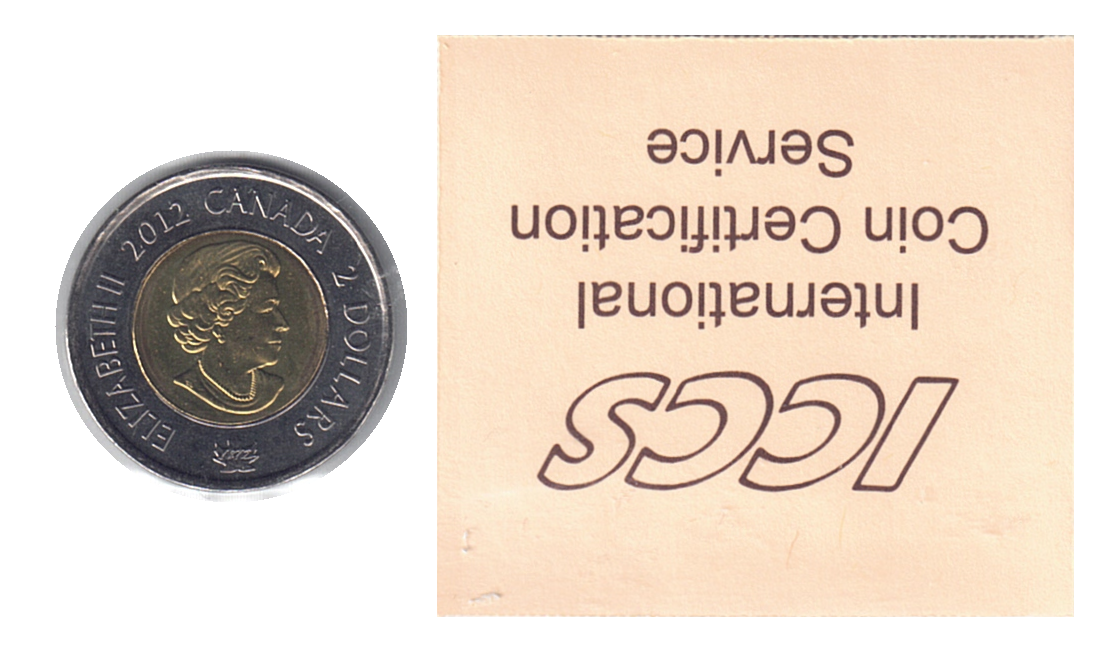 ELIZABETH II 2012 CANADA 2 DOLLARS
ICCS
International
Coin Certification
Service